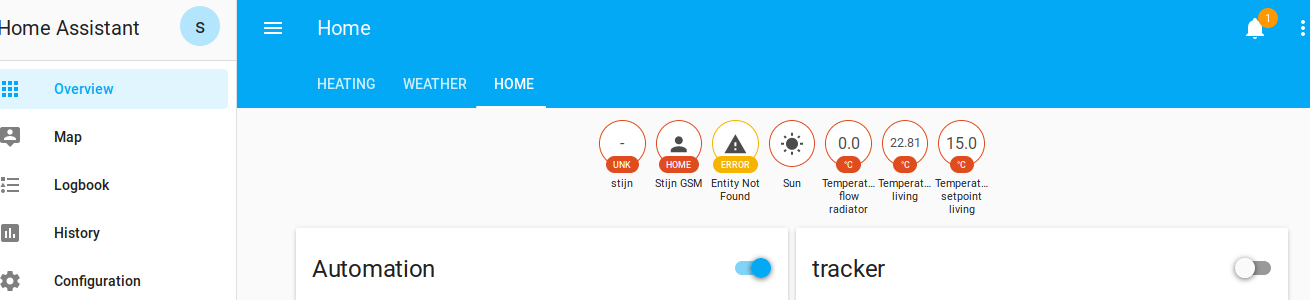 Home Assistant
S
Home
1
HEATING
WEATHER
HOME
Overview
Map
Logbook
History
Configuration
-
UNK
stijn
HOME
Stijn GSM
ERROR
Entity Not
Found
Sun
0.0
°C
Temperat...
flow
radiator
22.81
°C
Temperat...
living
15.0
°C
Temperat...
setpoint
living
Automation
tracker